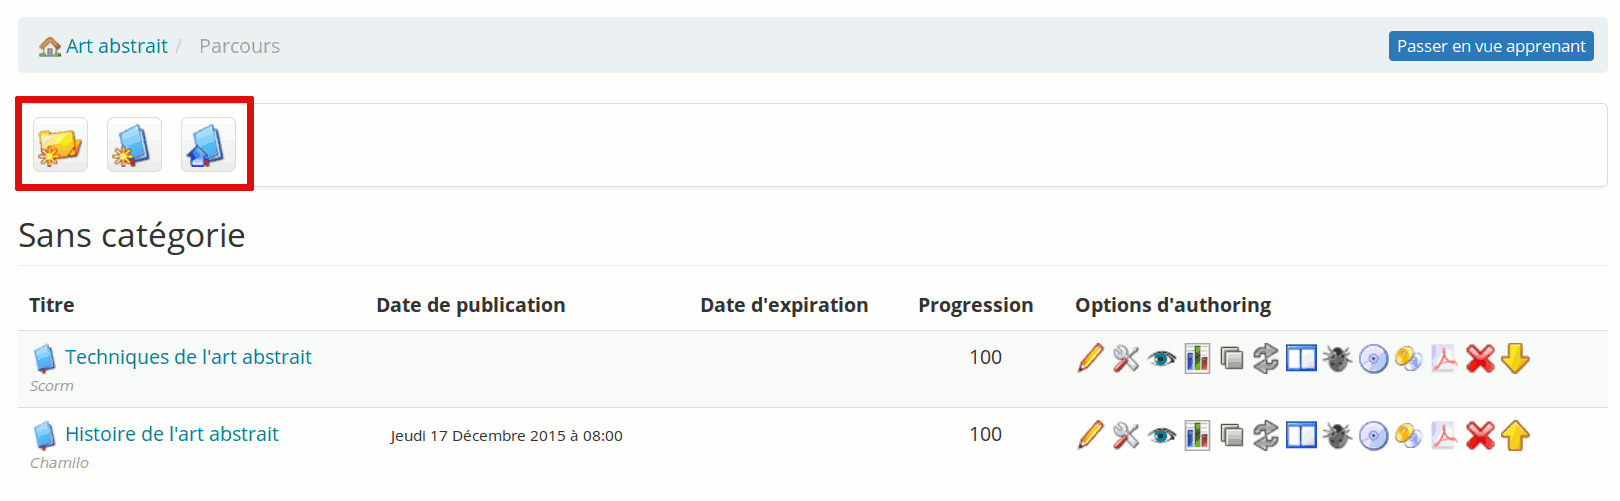 Art abstrait / Parcours Passer en vue apprenant
Sans catégorie
Titre Date de publication Date d'expiration Progression Options d'authoring
Techniques de l'art abstrait 100
Scorm
Histoire de l'art abstrait Jeudi 17 Décembre 2015 à 08:00 100
Chamilo